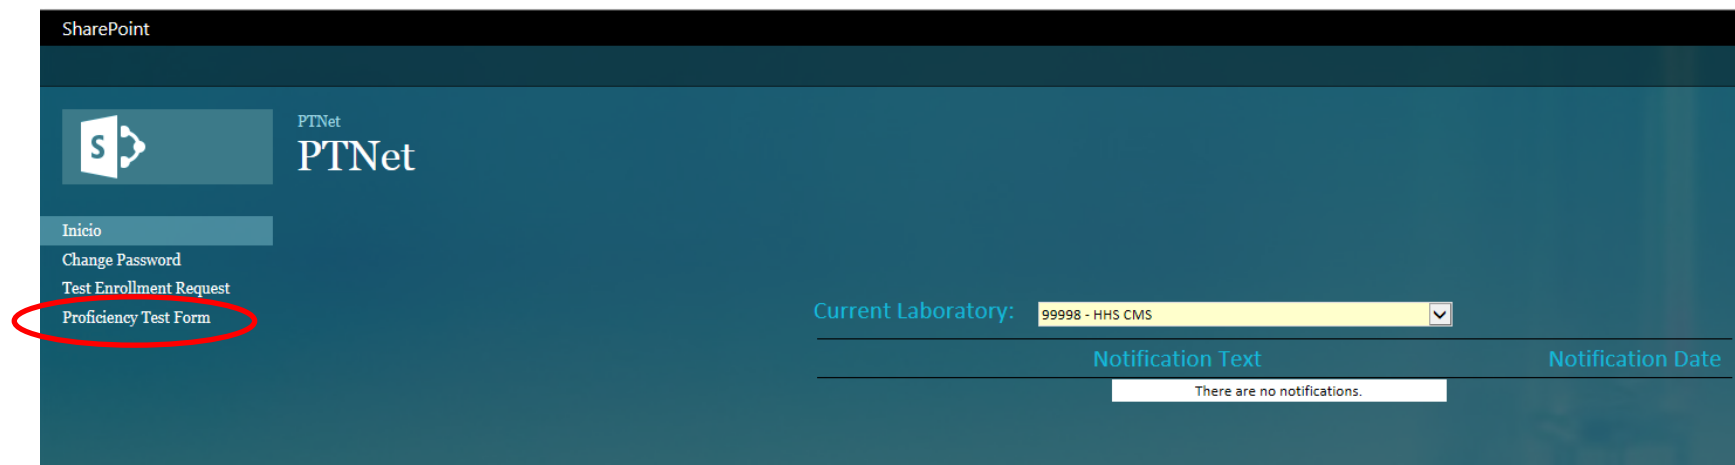 SharePoint
S
PTNet
PTNet
Inicio
Change Password
Test Enrollment Request
Proficiency Test Form
Current Laboratory: 99998 - HHS CMS
Notification Text Notification Date
There are no notifications.